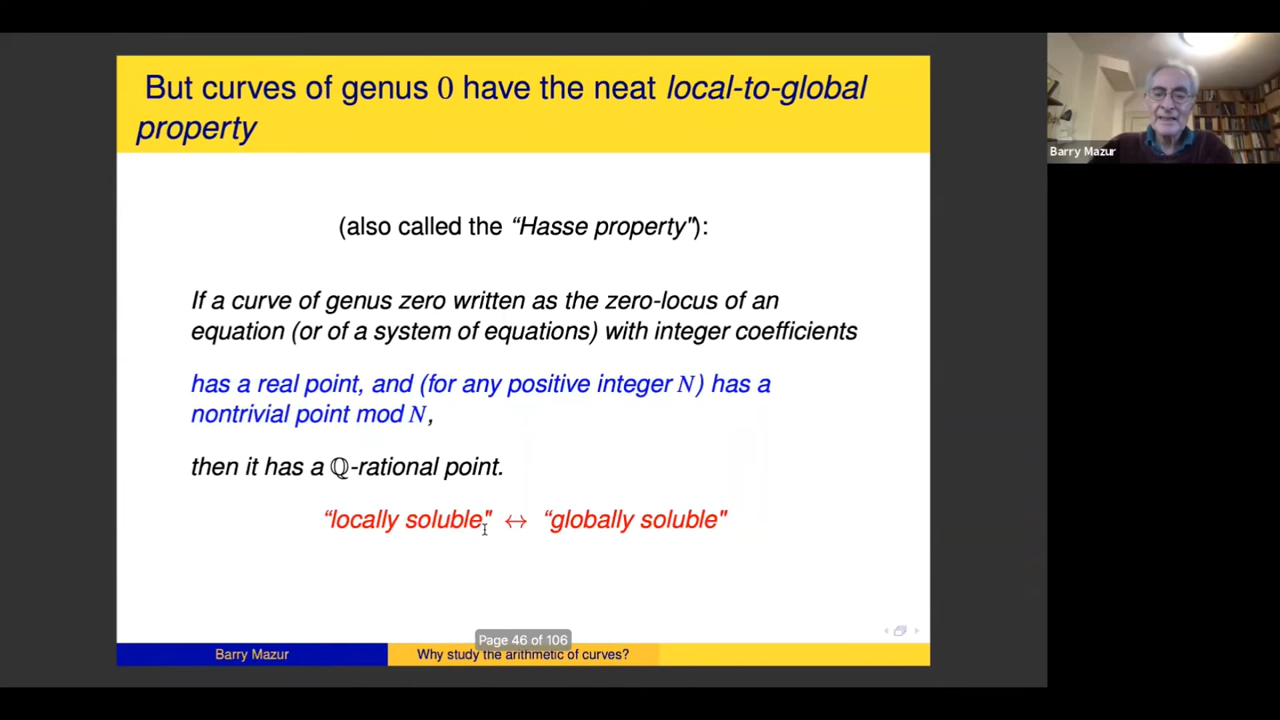 But curves of genus 0 have the neat local-to-global
property
(also called the “Hasse property"):
If a curve of genus zero written as the zero-locus of an
equation (or of a system of equations) with integer coefficients
has a real point, and (for any positive integer N) has a
nontrivial point mod N,
then it has a ℚ-rational point.
“locally soluble" ↔ “globally soluble"
Page 46 of 106
Barry Mazur
Why study the arithmetic of curves?
Barry Mazur